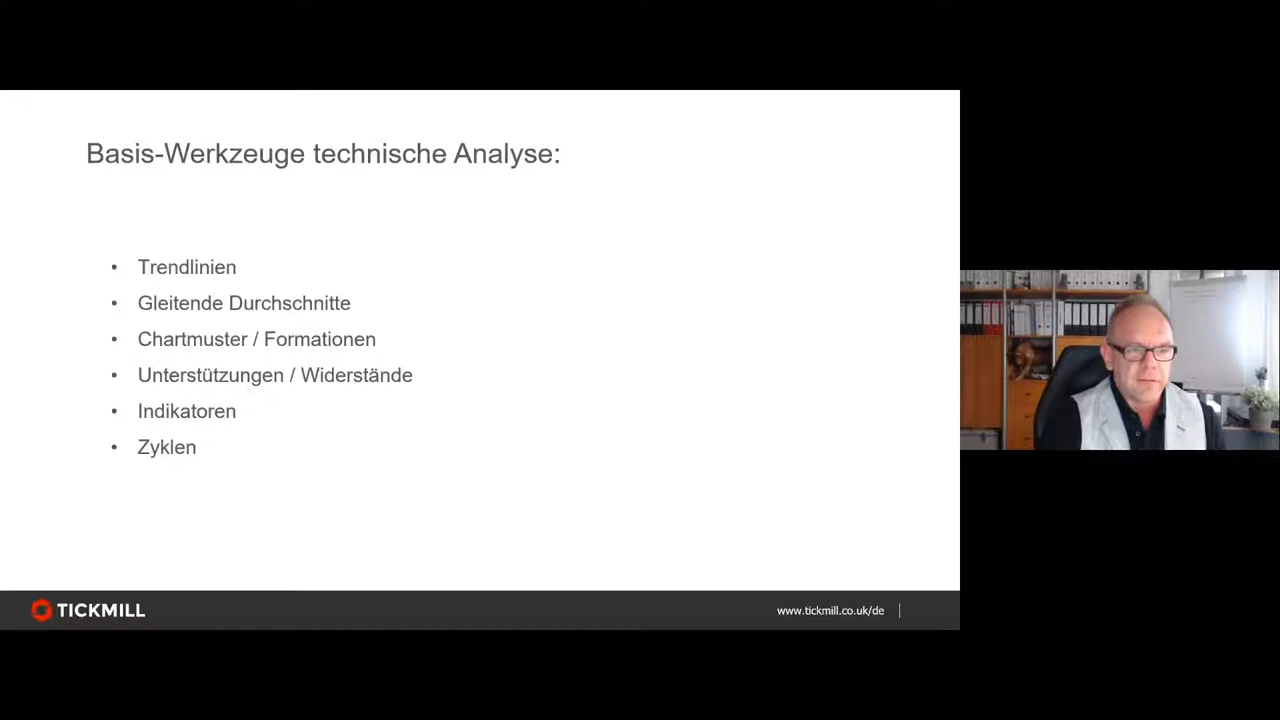 Basis-Werkzeuge technische Analyse:
• Trendlinien
• Gleitende Durchschnitte
• Chartmuster / Formationen
• Unterstützungen / Widerstände
• Indikatoren
• Zyklen
TICKMILL
www.tickmill.co.uk/de